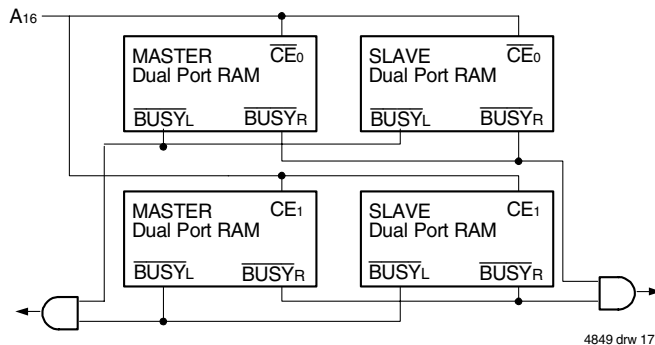 A16
MASTER CE0
Dual Port RAM
BUSYL BUSYR
SLAVE CE0
Dual Port RAM
BUSYL BUSYR
MASTER CE1
Dual Port RAM
BUSYL BUSYR
SLAVE CE1
Dual Port RAM
BUSYL BUSYR
4849 drw 17